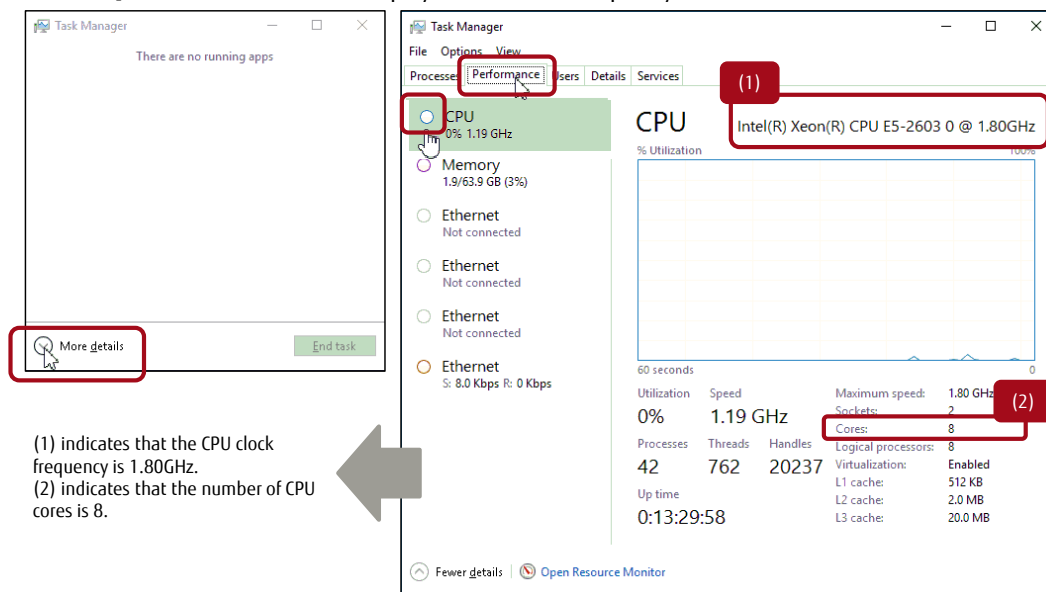 Task Manager
There are no running apps
More details
End task
(1) indicates that the CPU clock
frequency is 1.80GHz.
(2) indicates that the number of CPU
cores is 8.
Task Manager
File Options View
Processes Performance Users Details Services
(1)
CPU
0% 1.19 GHz
Memory
1.9/63.9 GB (3%)
Ethernet
Not connected
Ethernet
Not connected
Ethernet
Not connected
Ethernet
S: 8.0 Kbps R: 0 Kbps
CPU
Intel(R) Xeon(R) CPU E5-2603 0 @ 1.80GHz
% Utilization 100%
60 seconds 0
Utilization Speed
0% 1.19 GHz
Processes Threads Handles
42 762 20237
Up time
0:13:29:58
Maximum speed: 1.80 GHz
(2)
Sockets: 2
Cores: 8
Logical processors: 8
Virtualization: Enabled
L1 cache: 512 KB
L2 cache: 2.0 MB
L3 cache: 20.0 MB
Fewer details Open Resource Monitor